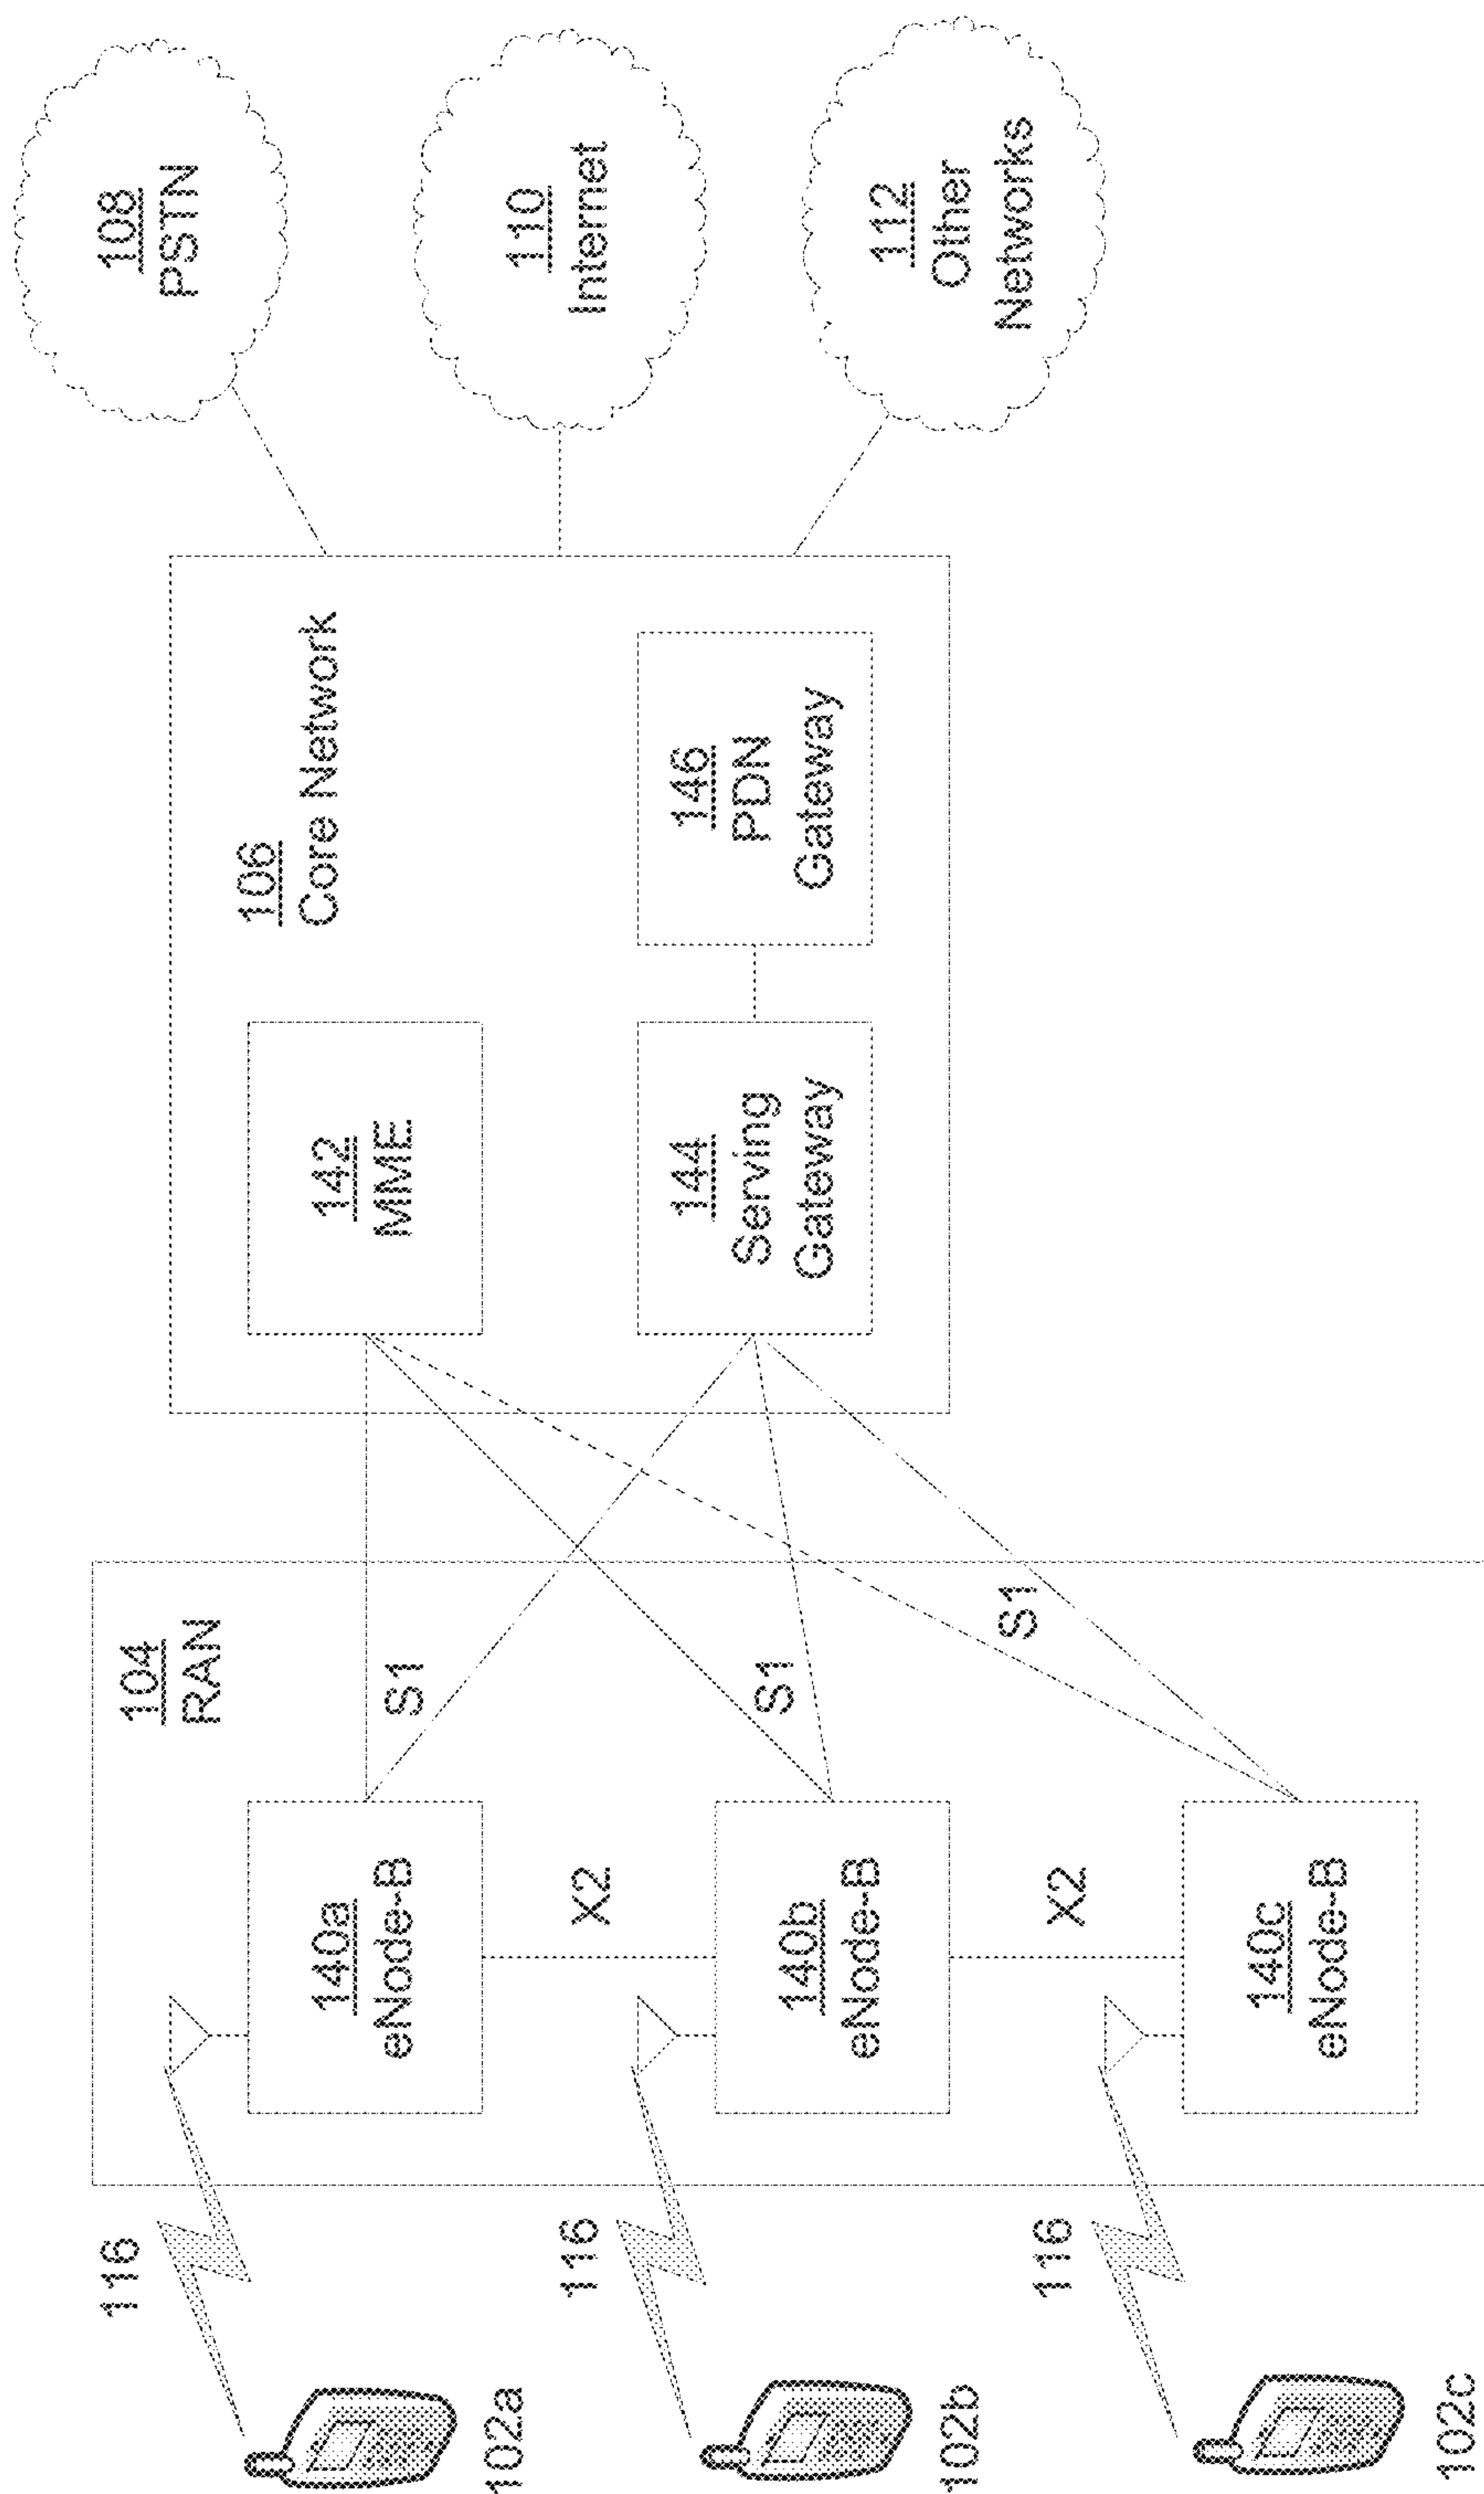 102a
116
104
RAN
140a
eNode-B
S1
X2
102b
116
140b
eNode-B
S1
X2
102c
116
140c
eNode-B
S1
106
Core Network
142
MME
144
Serving
Gateway
146
PDN
Gateway
108
PSTN
110
Internet
112
Other
Networks